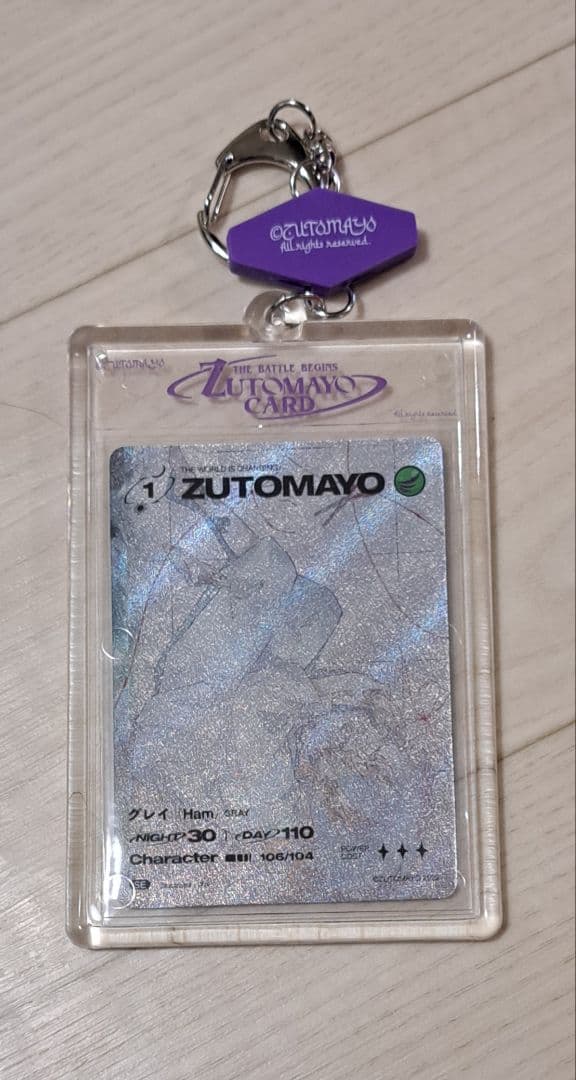 ©ZUTOMAYO
All rights reserved.
©ZUTOMAYO
THE BATTLE BEGINS
ZUTOMAYO
CARD
All rights reserved
THE WORLD IS CHANGING
1 ZUTOMAYO
グレイ「Ham」GRAY
NIGHT 30 DAY 110
Character 106/104
POWER COST
SE
©ZUTOMAYO